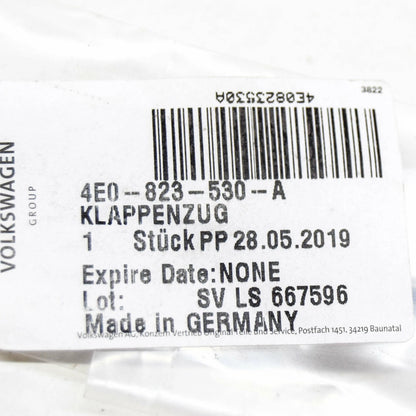 3822
4E0823530A
VOLKSWAGEN
GROUP
4E0-823-530-A
KLAPPENZUG
1 Stück PP 28.05.2019
Expire Date:NONE
Lot: SV LS 667596
Made in GERMANY
Volkswagen AG, Konzern Vertrieb Original Teile und Service, Postfach 1451, 34219 Baunatal